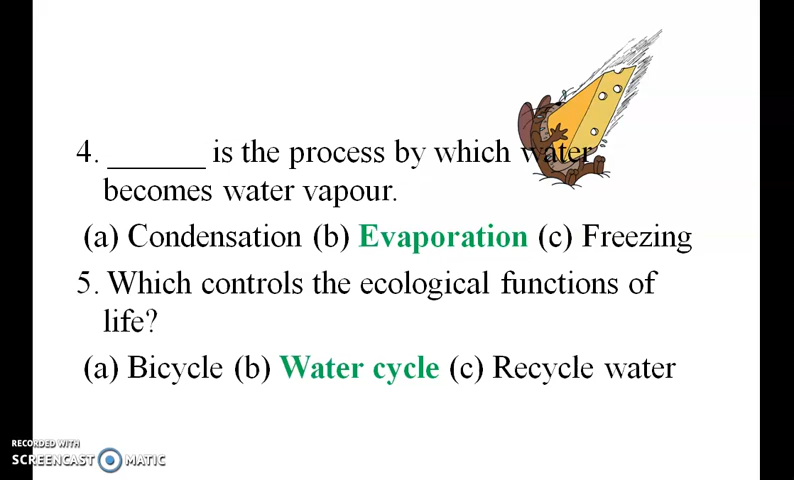 4. ______ is the process by which water
becomes water vapour.
(a) Condensation (b) Evaporation (c) Freezing
5. Which controls the ecological functions of
life?
(a) Bicycle (b) Water cycle (c) Recycle water
RECORDED WITH
SCREENCAST MATIC